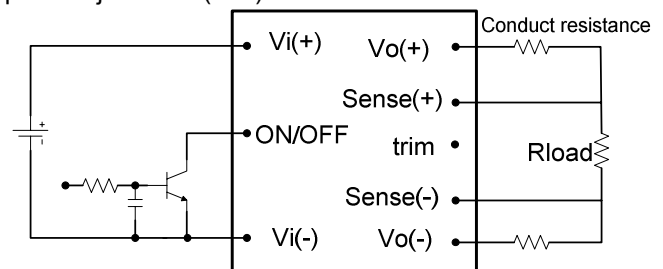 Conduct resistance
Vi(+)
Vo(+)
Sense(+)
ON/OFF
trim
Rload
Sense(-)
Vi(-)
Vo(-)
+
-